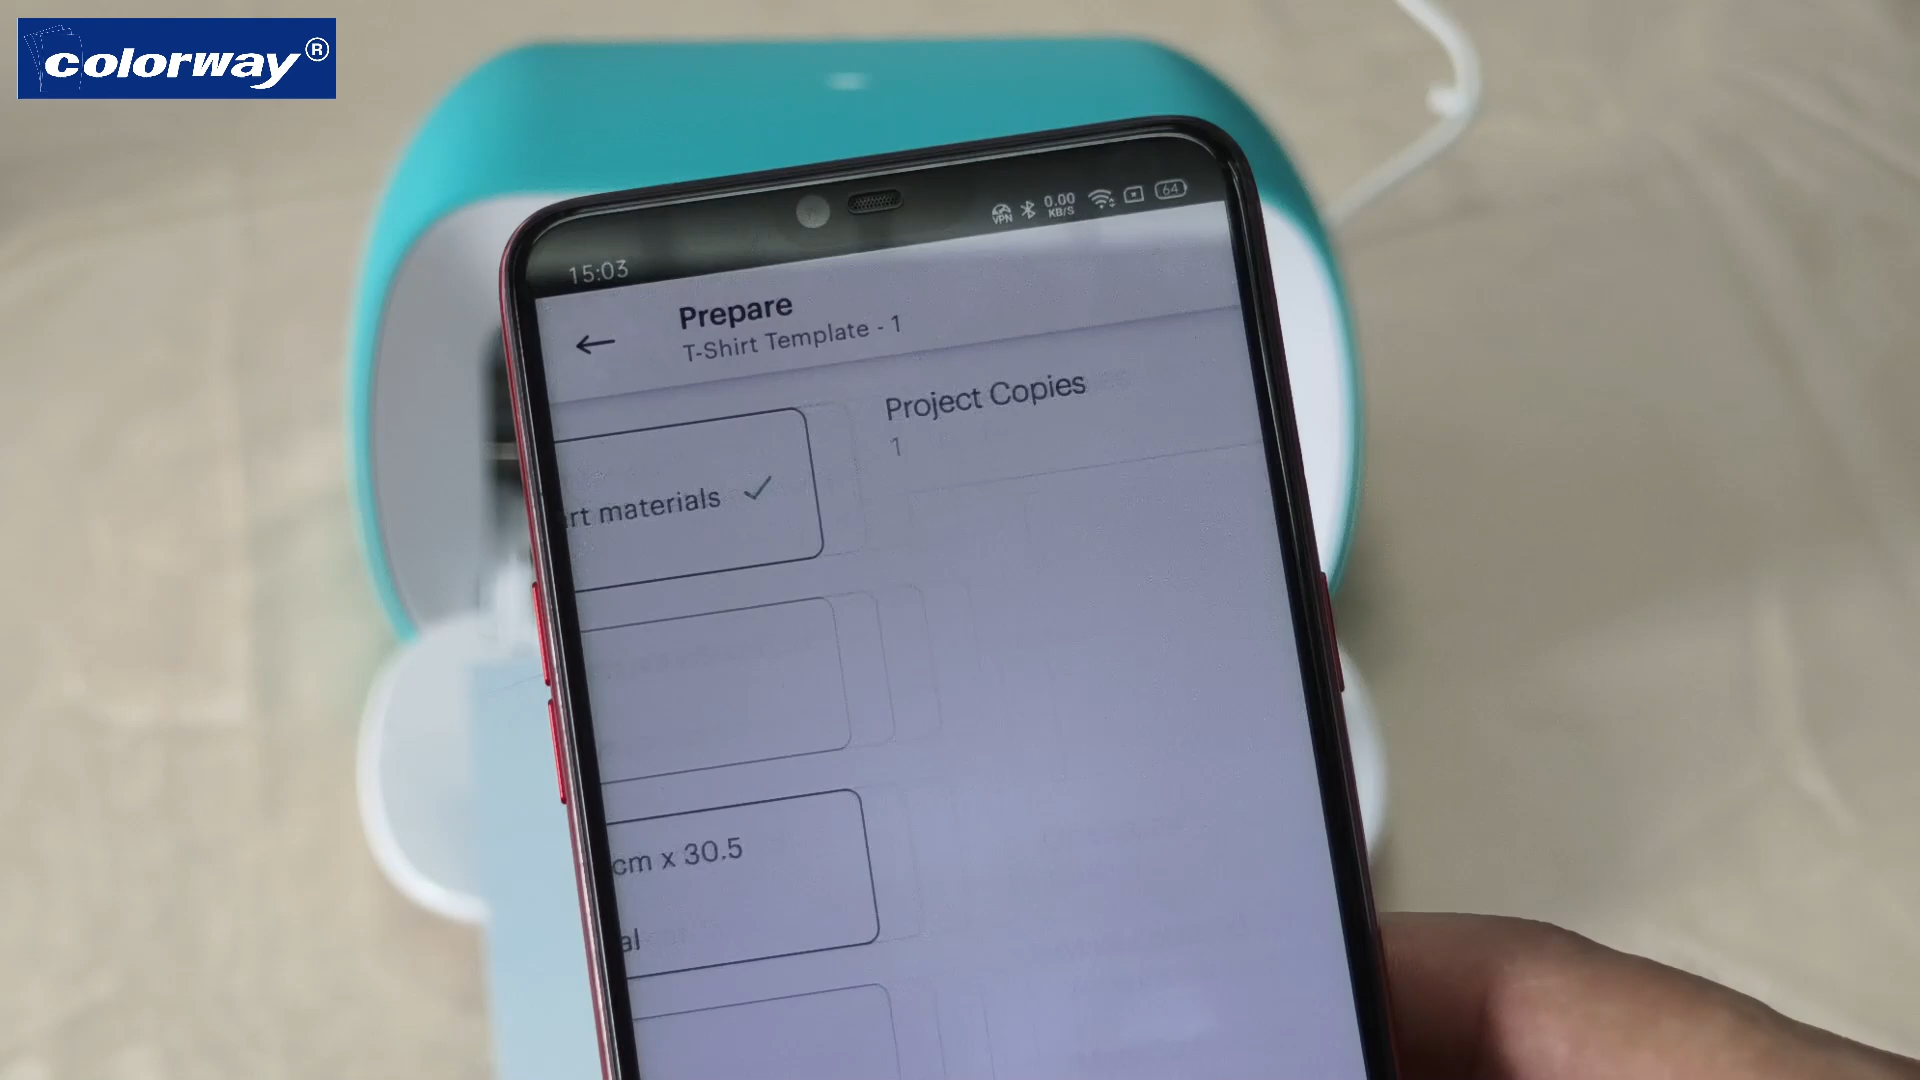 colorway®
VPN 0.00 KB/S 64
15:03
Prepare
T-Shirt Template - 1
Project Copies
1
rt materials
cm x 30.5
al